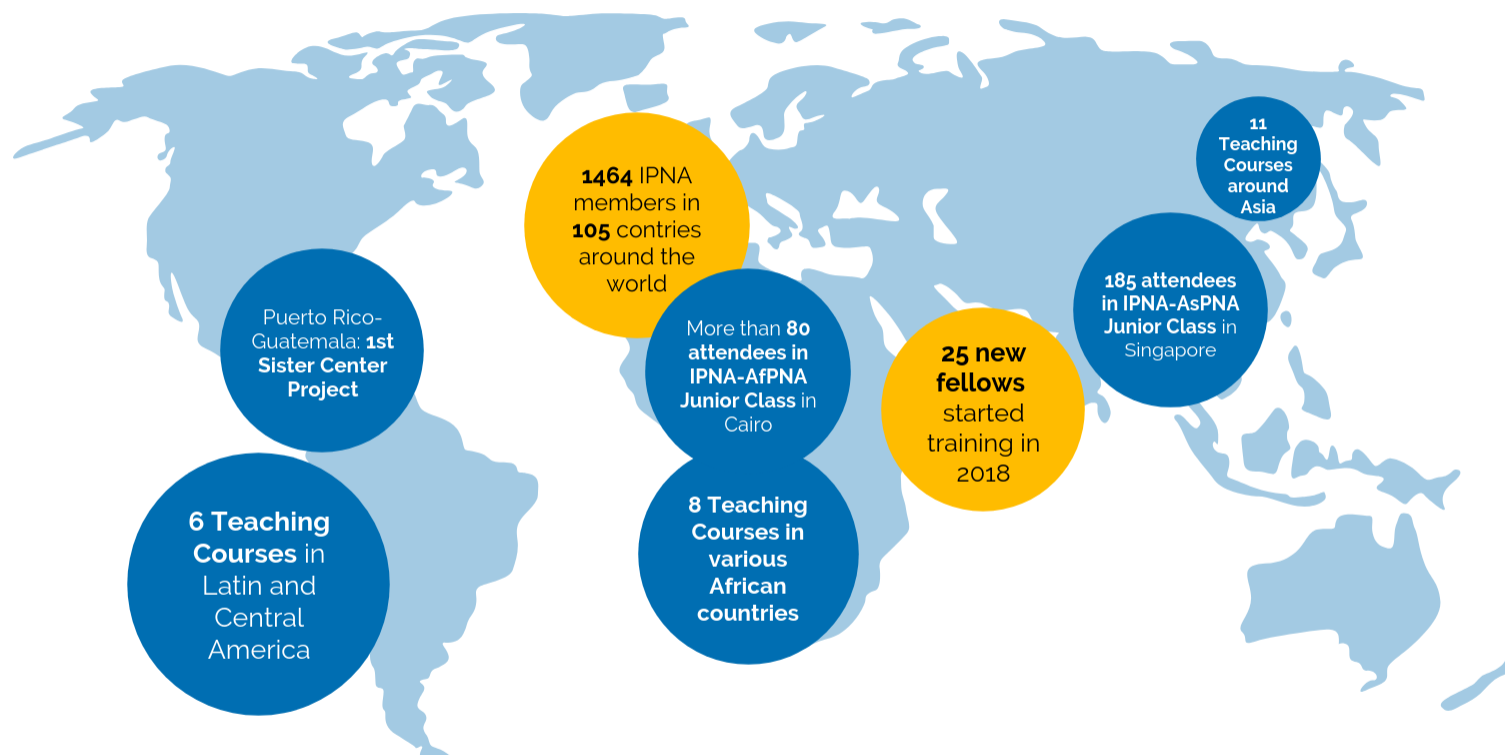 1464 IPNA
members in
105 contries
around the
world
11
Teaching
Courses
around
Asia
Puerto Rico-
Guatemala: 1st
Sister Center
Project
More than 80
attendees in
IPNA-AfPNA
Junior Class in
Cairo
25 new
fellows
started
training in
2018
185 attendees
in IPNA-AsPNA
Junior Class in
Singapore
6 Teaching
Courses in
Latin and
Central
America
8 Teaching
Courses in
various
African
countries